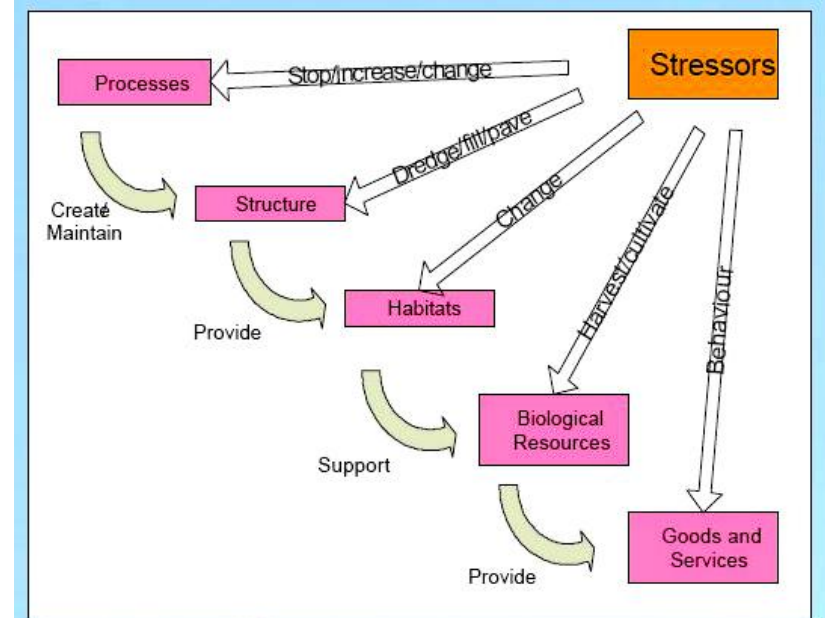 Stressors
Processes
Stop/increase/change
Dredge/fill/pave
Create/
Maintain
Structure
Change
Provide
Habitats
Harvest/cultivate
Behaviour
Support
Biological
Resources
Provide
Goods and
Services